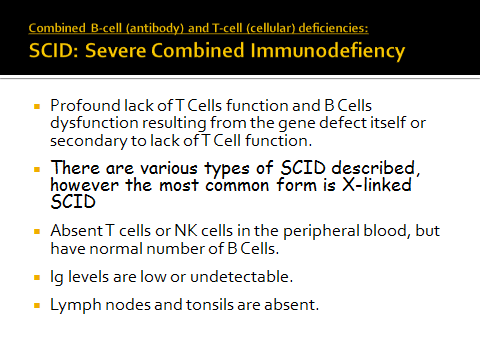 Combined B-cell (antibody) and T-cell (cellular) deficiencies:
SCID: Severe Combined Immunodefiency
Profound lack of T Cells function and B Cells
dysfunction resulting from the gene defect itself or
secondary to lack of T Cell function.
There are various types of SCID described,
however the most common form is X-linked
SCID
Absent T cells or NK cells in the peripheral blood, but
have normal number of B Cells.
Ig levels are low or undetectable.
Lymph nodes and tonsils are absent.